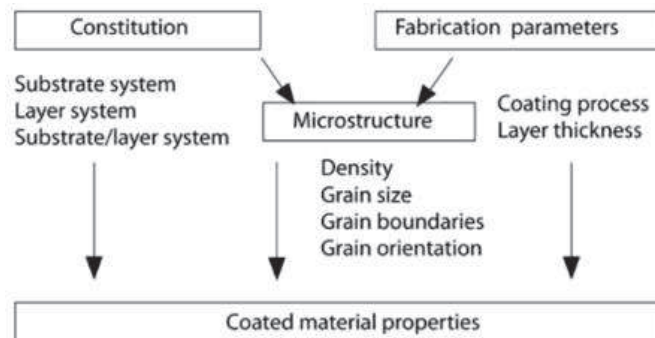 Constitution
Fabrication parameters
Substrate system
Layer system
Substrate/layer system
Microstructure
Coating process
Layer thickness
Density
Grain size
Grain boundaries
Grain orientation
Coated material properties